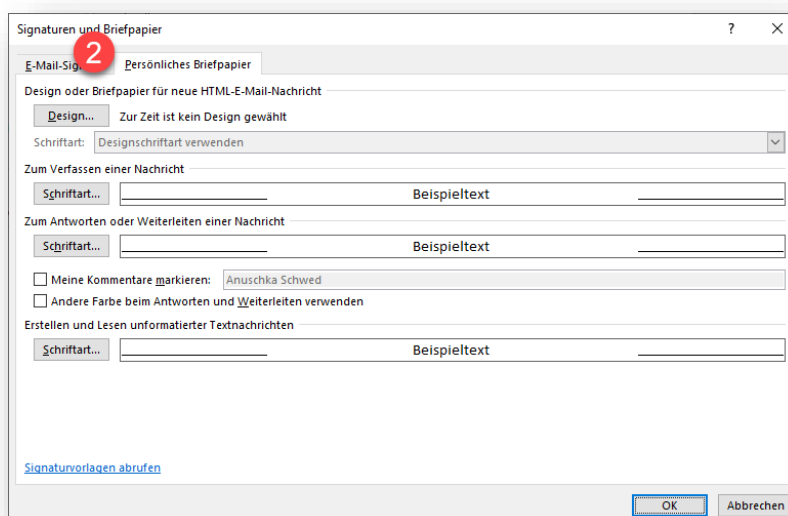 Signaturen und Briefpapier
2
E-Mail-Sig
Persönliches Briefpapier
Design oder Briefpapier für neue HTML-E-Mail-Nachricht
Design... Zur Zeit ist kein Design gewählt
Schriftart: Designschriftart verwenden
Zum Verfassen einer Nachricht
Schriftart... Beispieltext
Zum Antworten oder Weiterleiten einer Nachricht
Schriftart... Beispieltext
Meine Kommentare markieren: Anuschka Schwed
Andere Farbe beim Antworten und Weiterleiten verwenden
Erstellen und Lesen unformatierter Textnachrichten
Schriftart... Beispieltext
Signaturvorlagen abrufen
OK Abbrechen